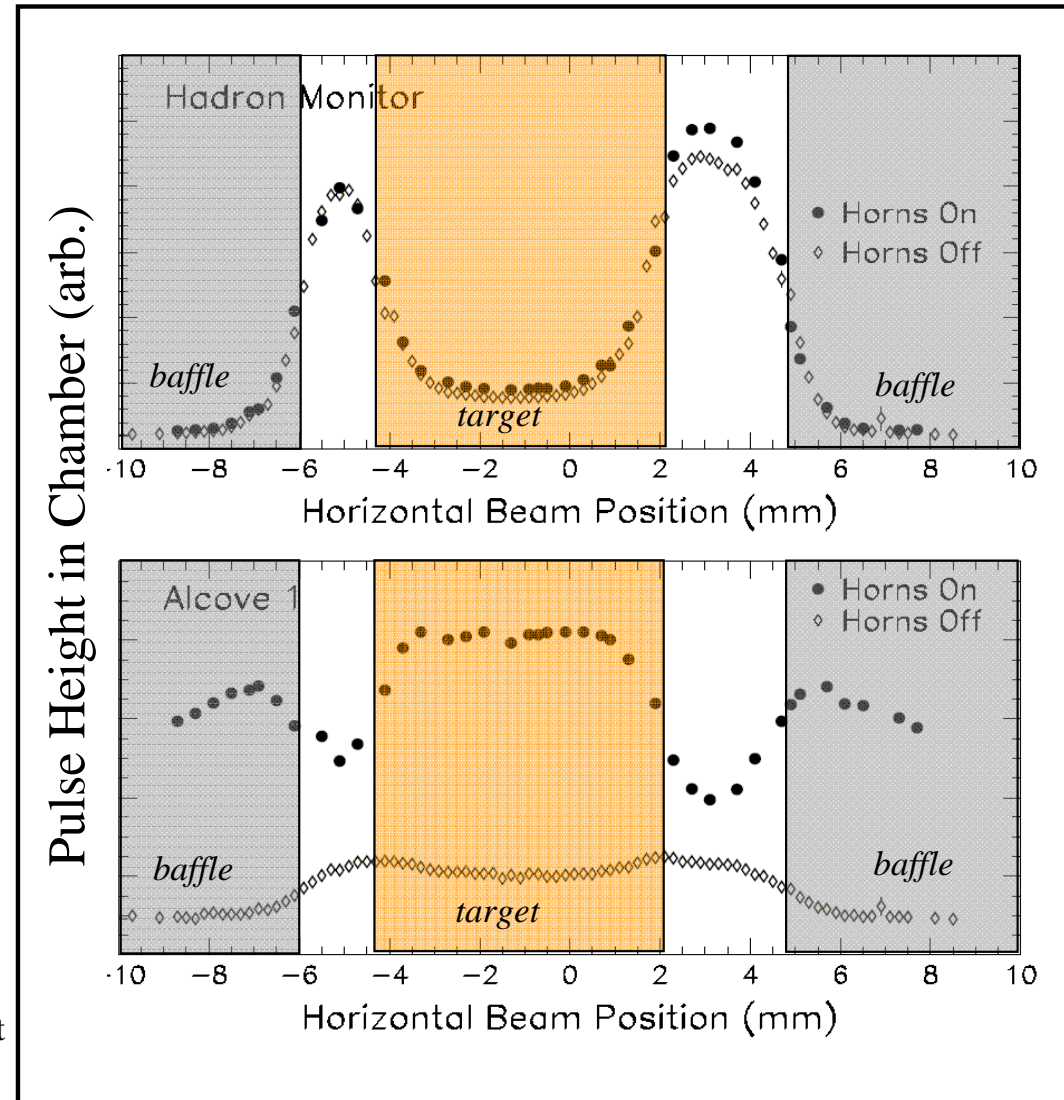 Pulse Height in Chamber (arb.)
Hadron Monitor
Horns On
Horns Off
baffle
target
baffle
-10 -8 -6 -4 -2 0 2 4 6 8 10
Horizontal Beam Position (mm)
Alcove 1
Horns On
Horns Off
baffle
target
baffle
-10 -8 -6 -4 -2 0 2 4 6 8 10
Horizontal Beam Position (mm)
t